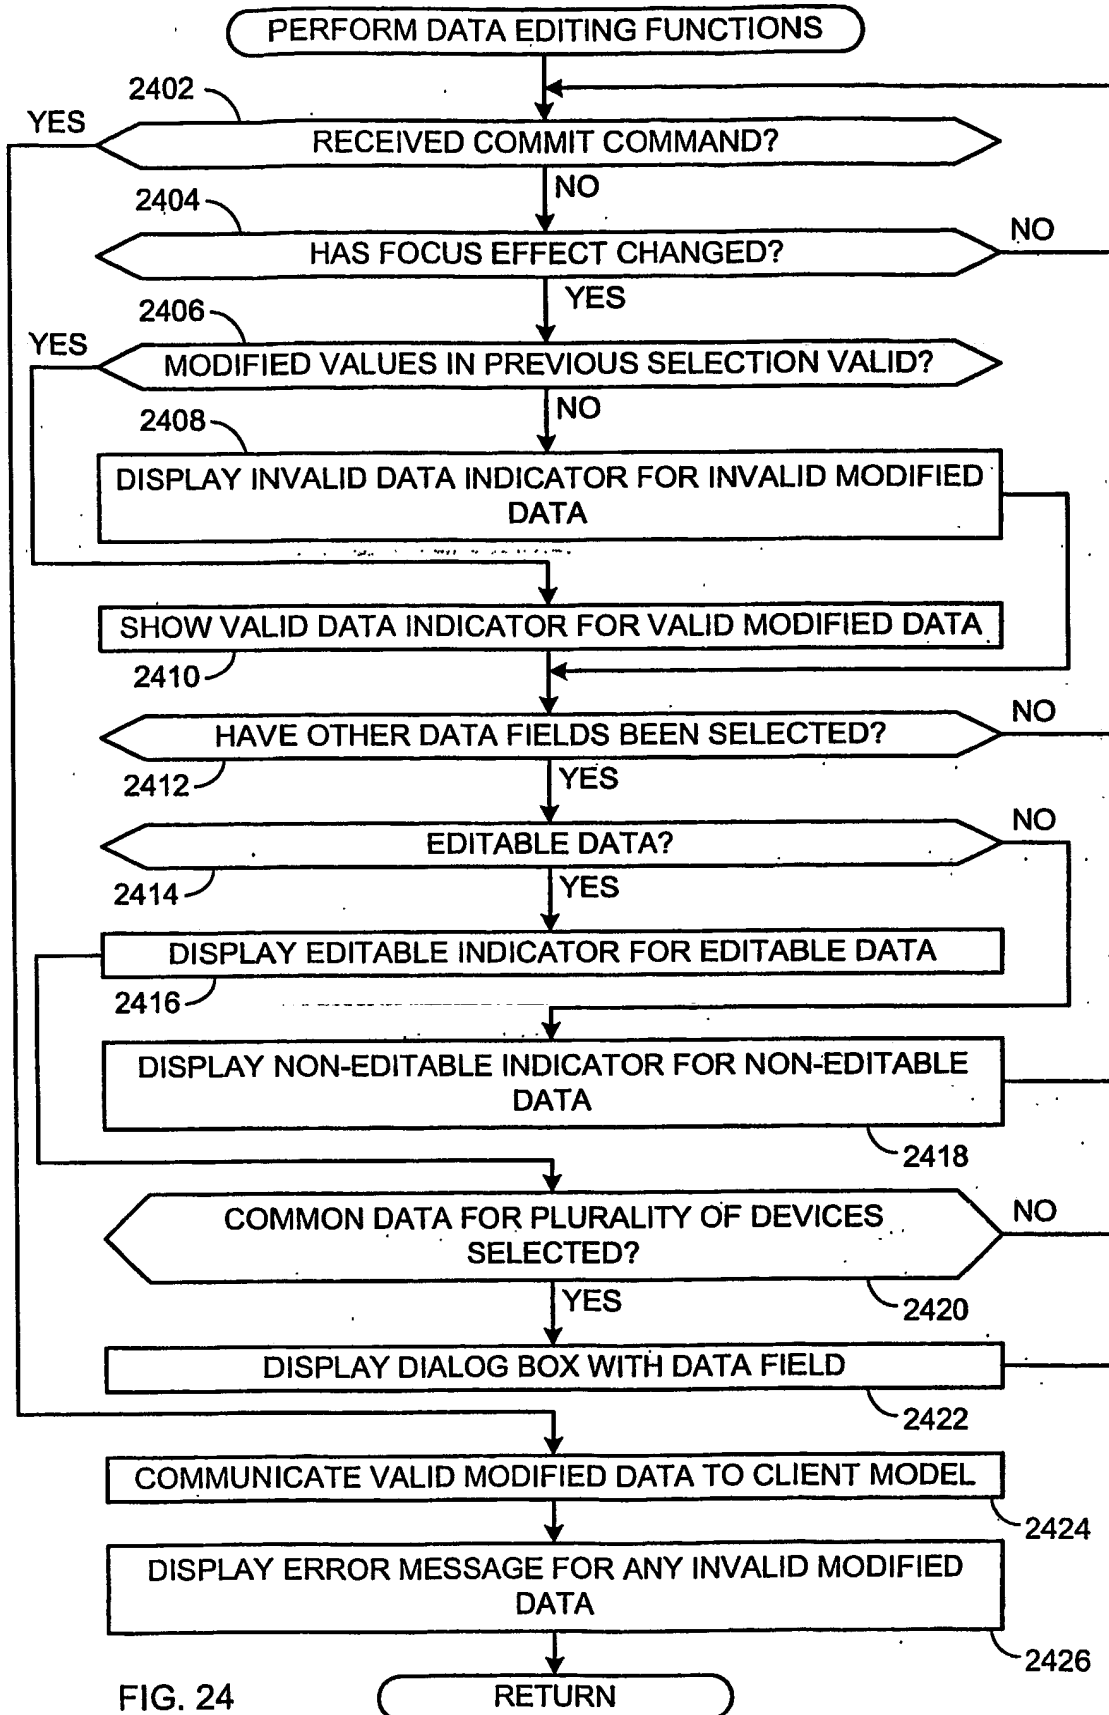 PERFORM DATA EDITING FUNCTIONS
2402
YES
RECEIVED COMMIT COMMAND?
NO
2404
HAS FOCUS EFFECT CHANGED?
NO
YES
2406
YES
MODIFIED VALUES IN PREVIOUS SELECTION VALID?
NO
2408
DISPLAY INVALID DATA INDICATOR FOR INVALID MODIFIED
DATA
SHOW VALID DATA INDICATOR FOR VALID MODIFIED DATA
2410
HAVE OTHER DATA FIELDS BEEN SELECTED?
NO
2412
YES
EDITABLE DATA?
NO
2414
YES
DISPLAY EDITABLE INDICATOR FOR EDITABLE DATA
2416
DISPLAY NON-EDITABLE INDICATOR FOR NON-EDITABLE
DATA
2418
COMMON DATA FOR PLURALITY OF DEVICES
SELECTED?
NO
YES
2420
DISPLAY DIALOG BOX WITH DATA FIELD
2422
COMMUNICATE VALID MODIFIED DATA TO CLIENT MODEL
2424
DISPLAY ERROR MESSAGE FOR ANY INVALID MODIFIED
DATA
2426
FIG. 24
RETURN